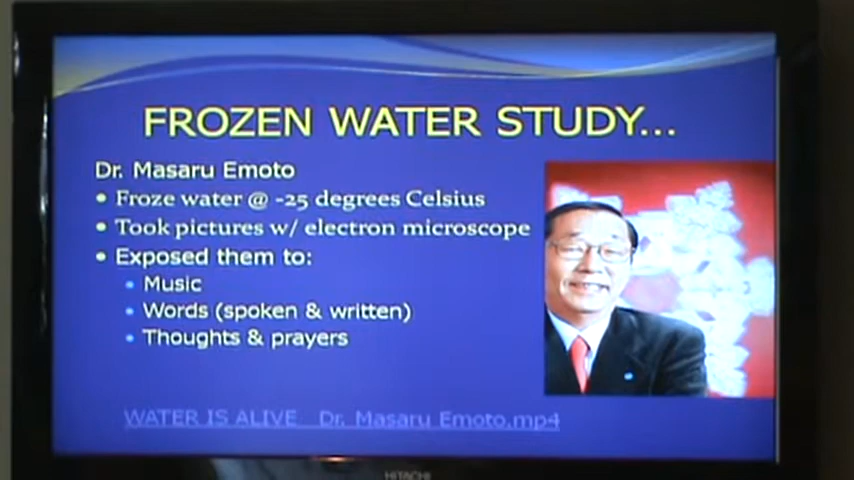 FROZEN WATER STUDY...
Dr. Masaru Emoto
• Froze water @ -25 degrees Celsius
• Took pictures w/ electron microscope
• Exposed them to:
• Music
• Words (spoken & written)
• Thoughts & prayers
WATER IS ALIVE Dr. Masaru Emoto.mp4
HITACHI